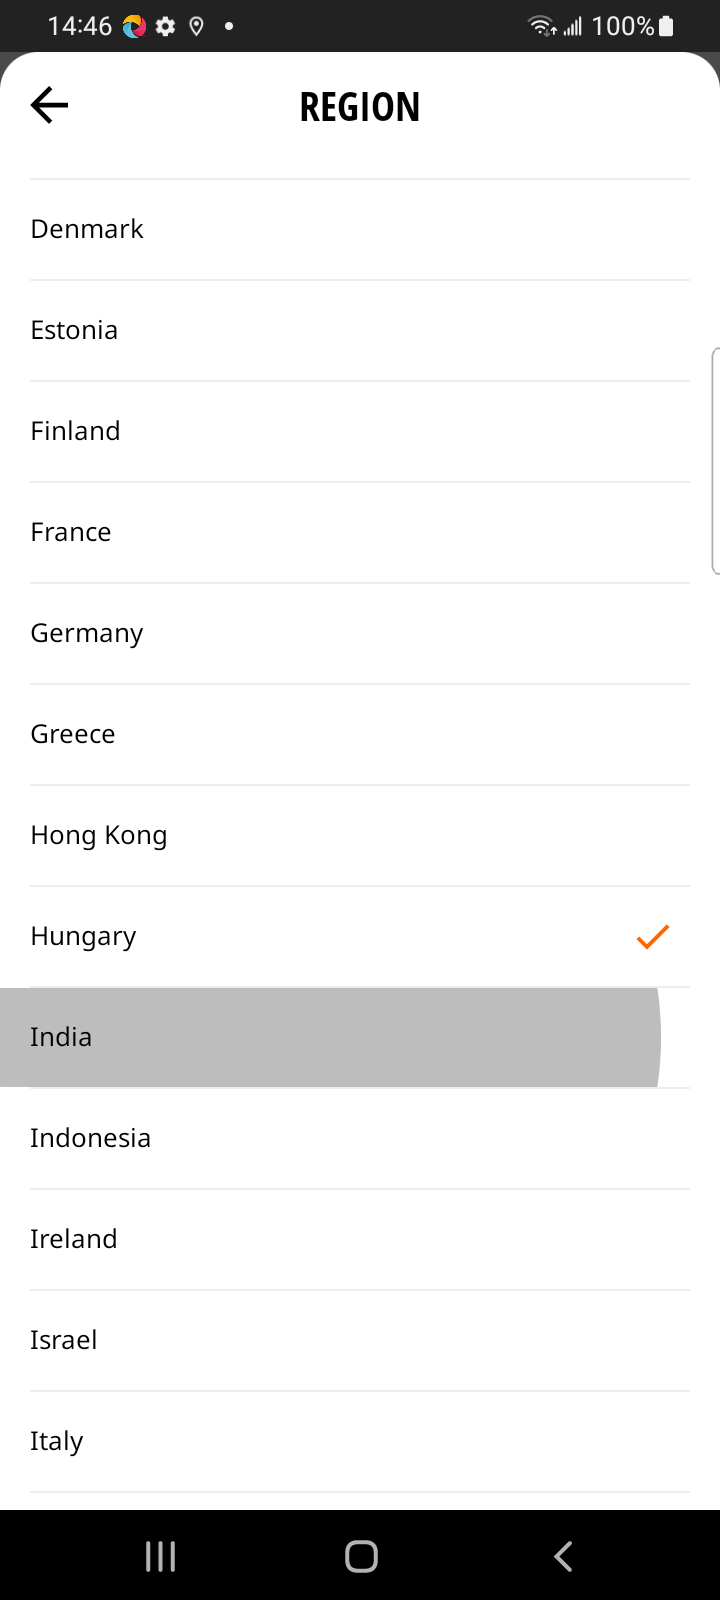 14:46
100%
REGION
Denmark
Estonia
Finland
France
Germany
Greece
Hong Kong
Hungary
India
Indonesia
Ireland
Israel
Italy